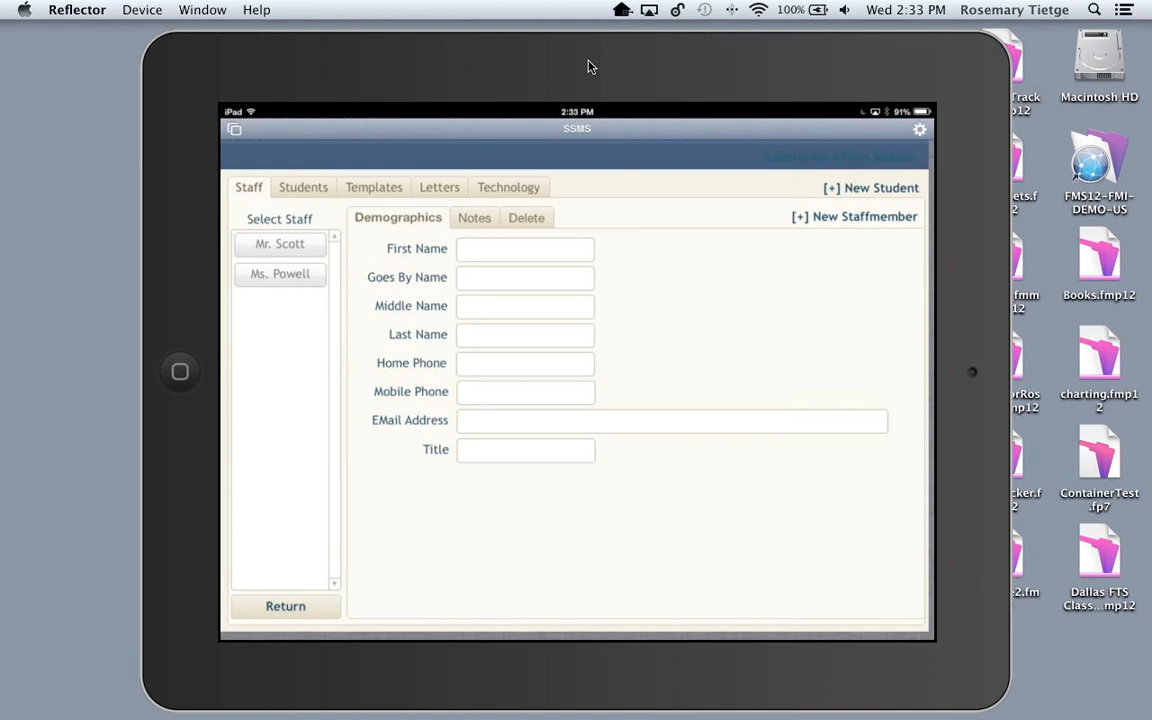 Reflector Device Window Help 100% Wed 2:33 PM Rosemary Tietge
iPad 2:33 PM 91%
SSMS
Staff Students Templates Letters Technology [+] New Student
Select Staff
Mr. Scott
Ms. Powell
Return
Demographics Notes Delete [+] New Staffmember
First Name
Goes By Name
Middle Name
Last Name
Home Phone
Mobile Phone
EMail Address
Title
Macintosh HD
FMS12-FMI-
DEMO-US
Books.fmp12
charting.fmp1
2
ContainerTest
.fp7
Dallas FTS
Class...mp12